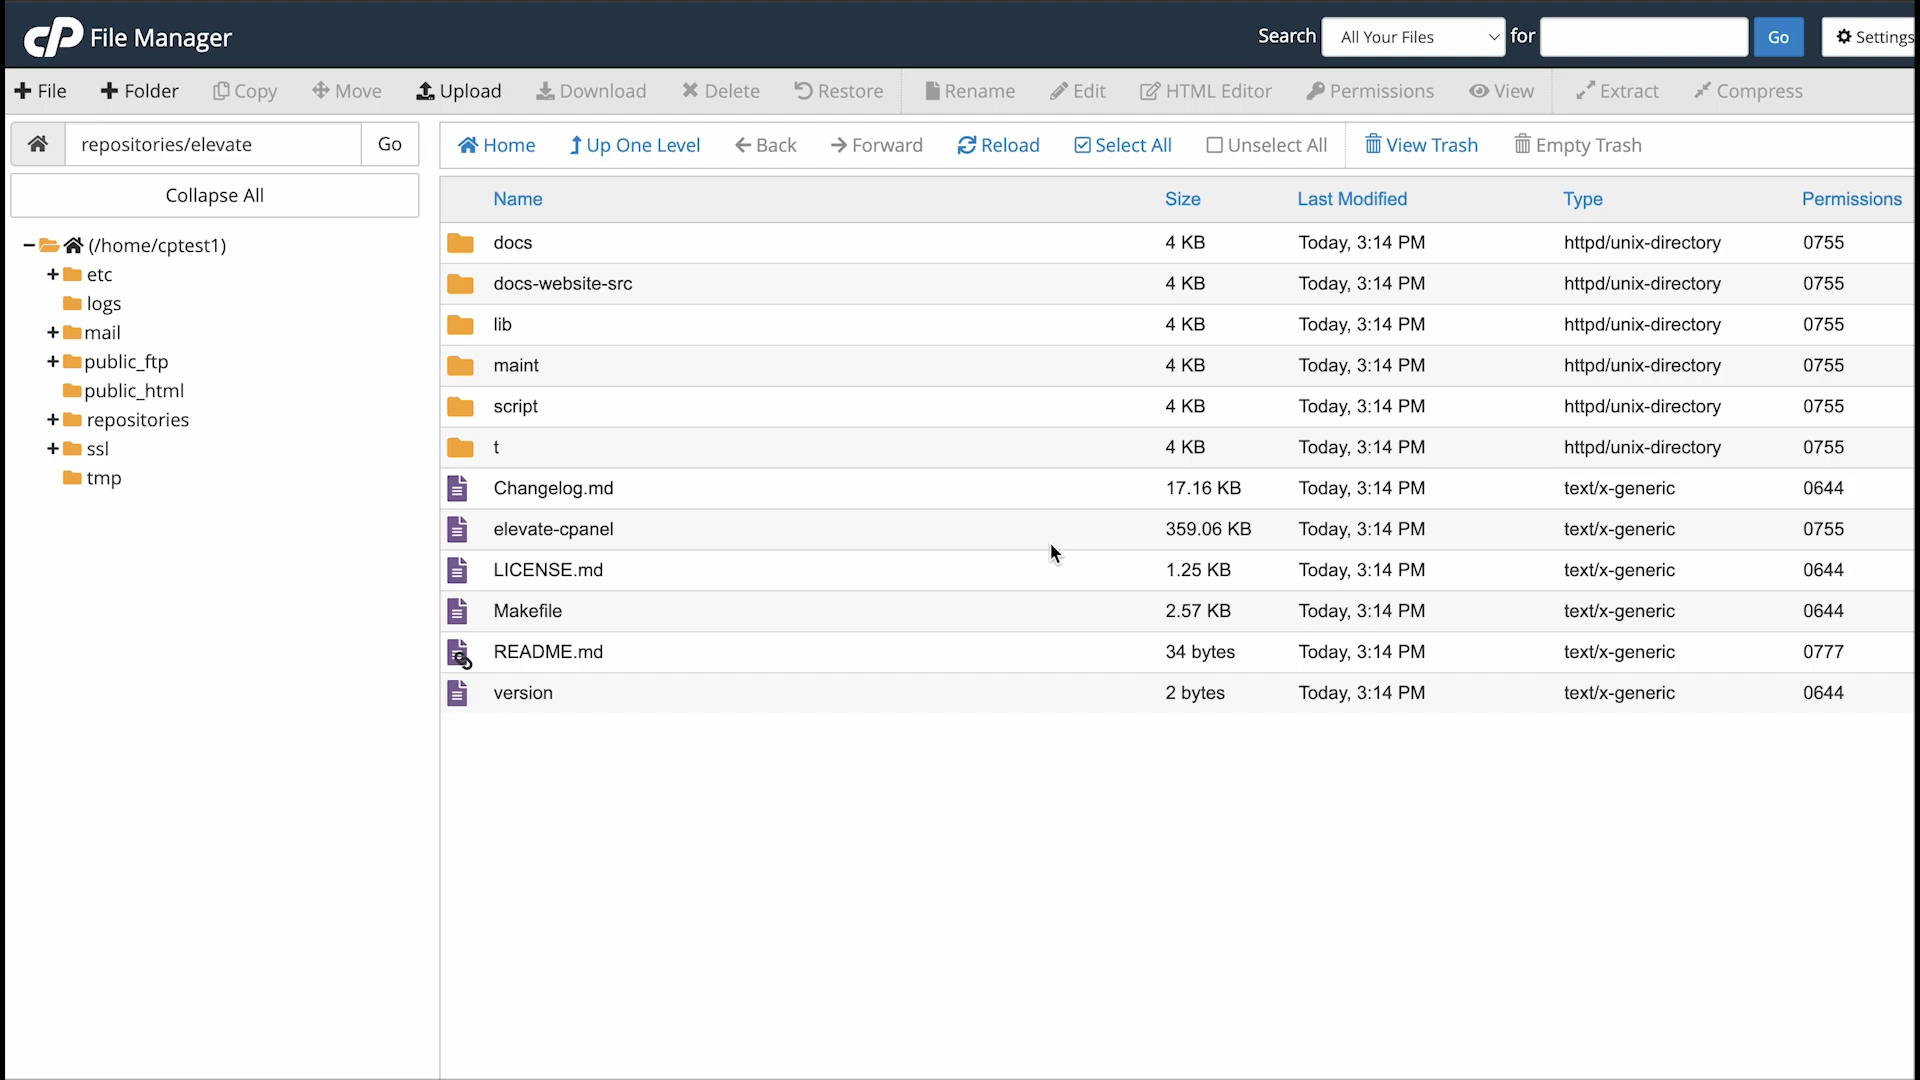 cP File Manager Search All Your Files for Go Settings
File Folder Copy Move Upload Download Delete Restore Rename Edit HTML Editor Permissions View Extract Compress
repositories/elevate Go Home Up One Level Back Forward Reload Select All Unselect All View Trash Empty Trash
Collapse All
(/home/cptest1)
etc
logs
mail
public_ftp
public_html
repositories
ssl
tmp
Name Size Last Modified Type Permissions
docs 4 KB Today, 3:14 PM httpd/unix-directory 0755
docs-website-src 4 KB Today, 3:14 PM httpd/unix-directory 0755
lib 4 KB Today, 3:14 PM httpd/unix-directory 0755
maint 4 KB Today, 3:14 PM httpd/unix-directory 0755
script 4 KB Today, 3:14 PM httpd/unix-directory 0755
t 4 KB Today, 3:14 PM httpd/unix-directory 0755
Changelog.md 17.16 KB Today, 3:14 PM text/x-generic 0644
elevate-cpanel 359.06 KB Today, 3:14 PM text/x-generic 0755
LICENSE.md 1.25 KB Today, 3:14 PM text/x-generic 0644
Makefile 2.57 KB Today, 3:14 PM text/x-generic 0644
README.md 34 bytes Today, 3:14 PM text/x-generic 0777
version 2 bytes Today, 3:14 PM text/x-generic 0644